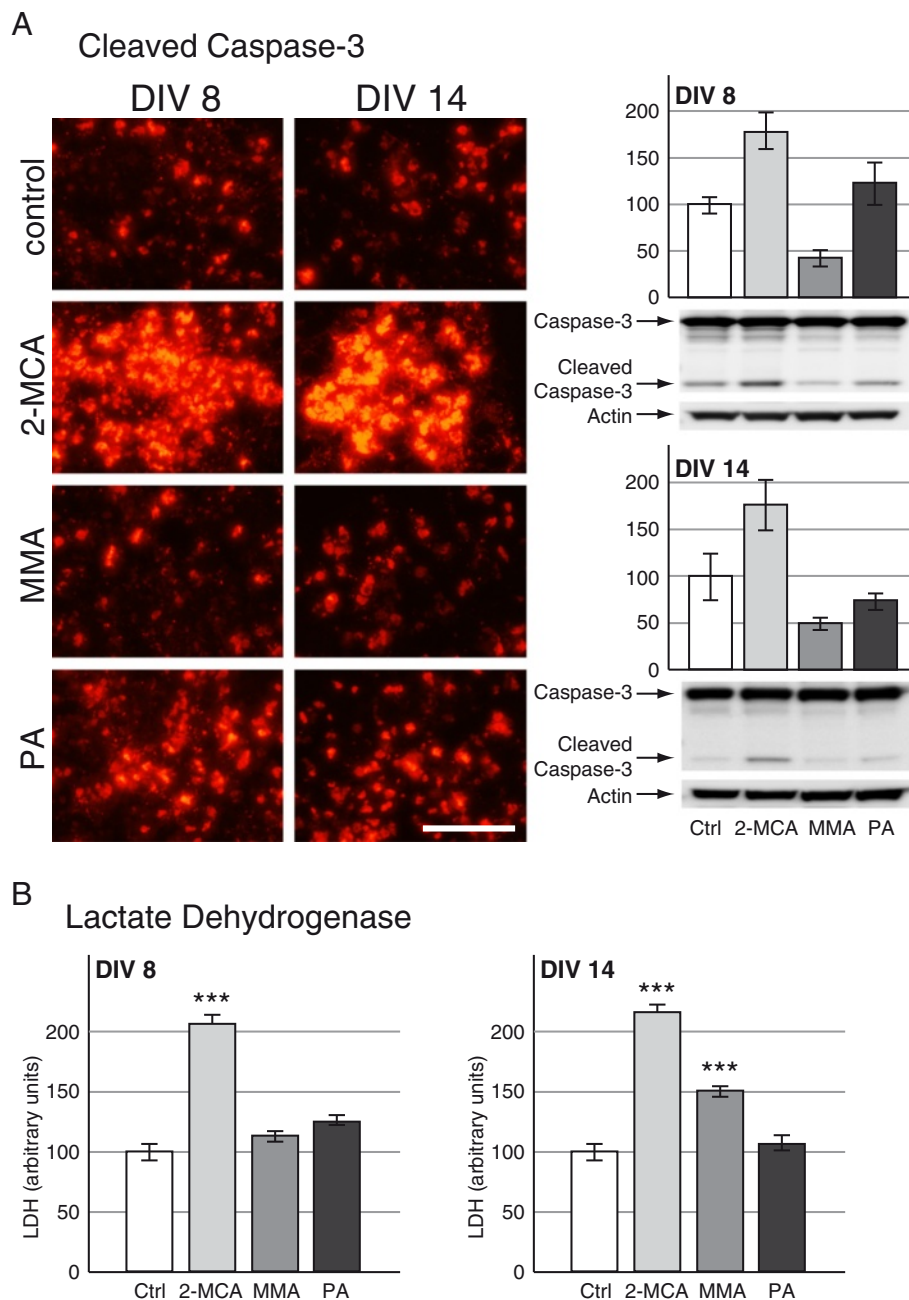 A
Cleaved Caspase-3
DIV 8
DIV 14
control
2-MCA
MMA
PA
DIV 8
200
150
100
50
0
Caspase-3
Cleaved
Caspase-3
Actin
DIV 14
200
150
100
50
0
Caspase-3
Cleaved
Caspase-3
Actin
Ctrl 2-MCA MMA PA
B
Lactate Dehydrogenase
DIV 8
LDH (arbitrary units)
200
150
100
50
0
***
Ctrl 2-MCA MMA PA
DIV 14
LDH (arbitrary units)
200
150
100
50
0
***
***
Ctrl 2-MCA MMA PA